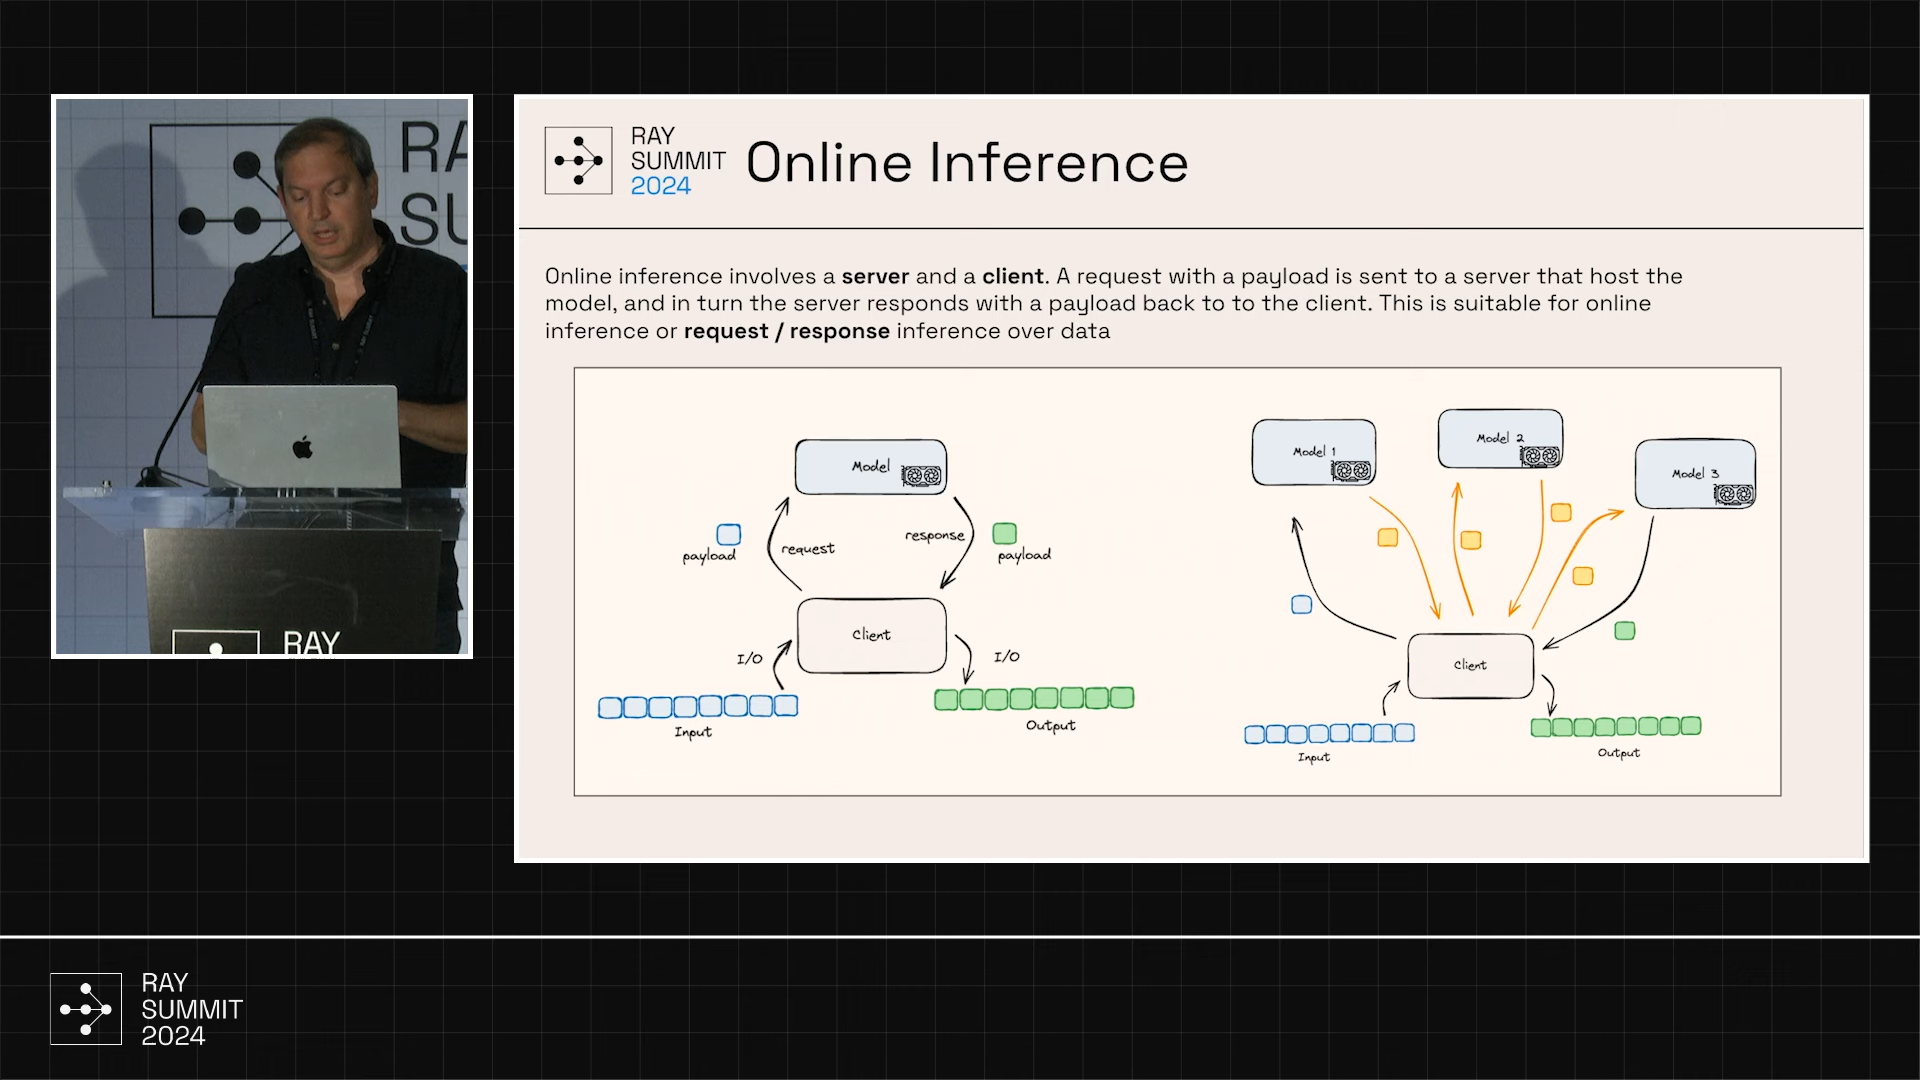 RA
SU
RAY
RAY
SUMMIT
2024
Online Inference
Online inference involves a server and a client. A request with a payload is sent to a server that host the
model, and in turn the server responds with a payload back to to the client. This is suitable for online
inference or request / response inference over data
Model
payload
request
response
payload
Client
I/O
I/O
Input
Output
Model 1
Model 2
Model 3
Client
Input
Output
RAY
SUMMIT
2024